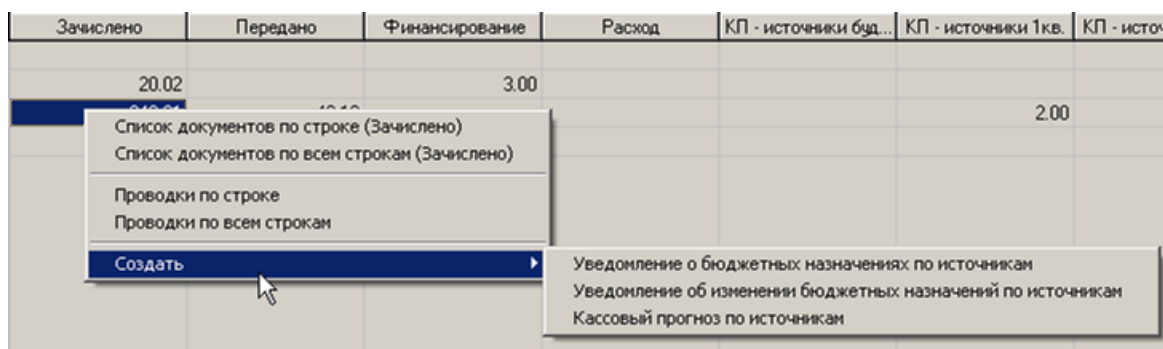 Зачислено Передано Финансирование Расход КП - источники буд... КП - источники 1кв. КП - источ
20.02 3.00
2.00
Список документов по строке (Зачислено)
Список документов по всем строкам (Зачислено)
Проводки по строке
Проводки по всем строкам
Создать
Уведомление о бюджетных назначениях по источникам
Уведомление об изменении бюджетных назначений по источникам
Кассовый прогноз по источникам